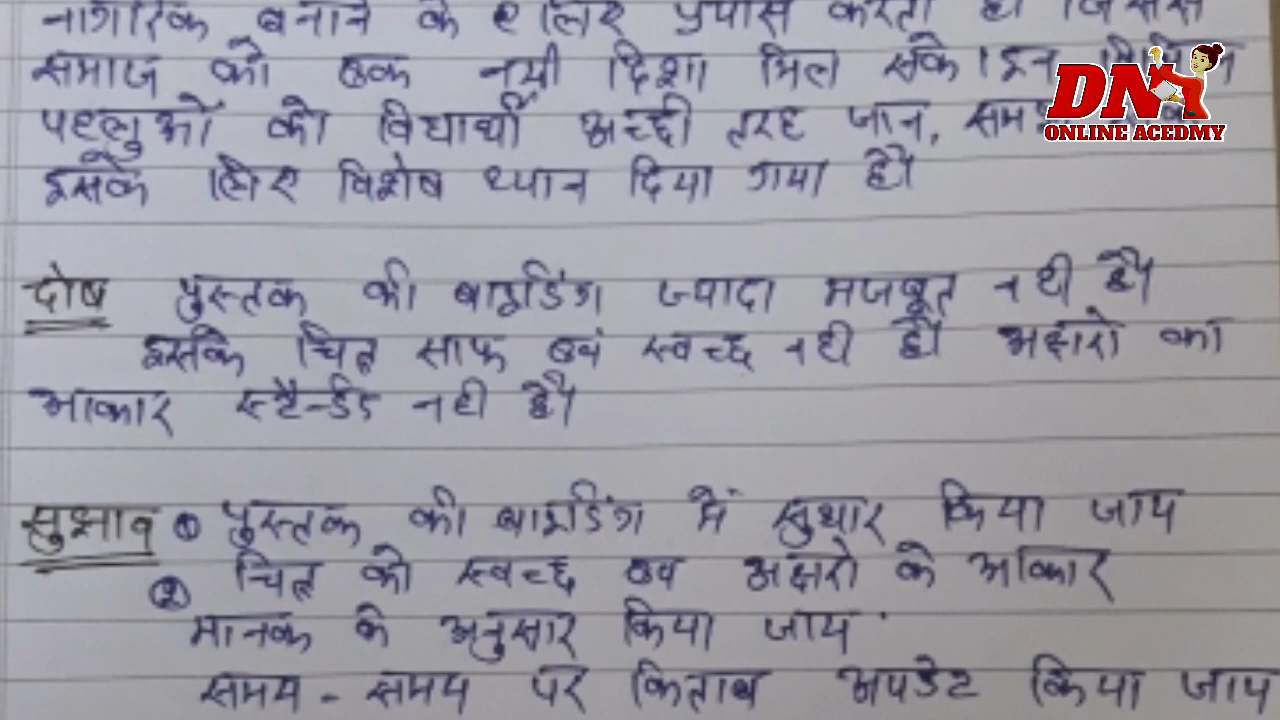 नागरिक बनाने के लिए प्रयास करता है। जिससे
समाज को एक नयी दिशा मिल सके। इन
पहलुओं को विद्यार्थी अच्छी तरह जान,
इसके लिए विशेष ध्यान दिया गया है।
दोष पुस्तक की बाइडिंग ज्यादा मजबूत नही है।
इसके चित्र साफ एवं स्वच्छ नही है। अक्षरो का
आकार स्टैन्डर्ड नही है।
सुझाव ① पुस्तक की बाइडिंग में सुधार किया जाय
② चित्र को स्वच्छ एवं अक्षरो के आकार
मानक के अनुसार किया जाय
समय - समय पर किताब अपडेट किया जाय
DN
ONLINE ACEDMY